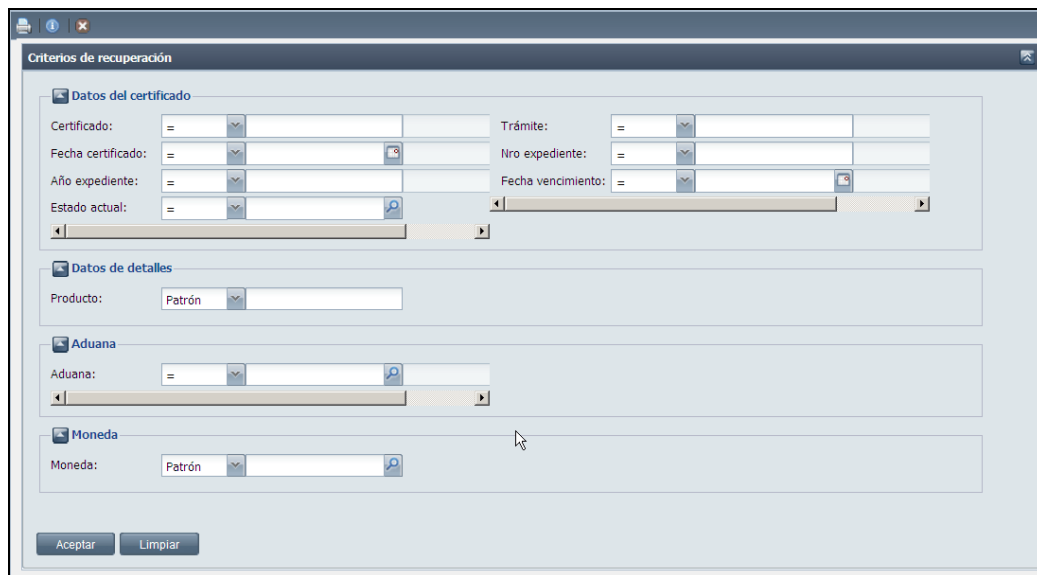 Criterios de recuperación
Datos del certificado
Certificado: = Trámite: =
Fecha certificado: = Nro expediente: =
Año expediente: = Fecha vencimiento: =
Estado actual: =
Datos de detalles
Producto: Patrón
Aduana
Aduana: =
Moneda
Moneda: Patrón
Aceptar Limpiar